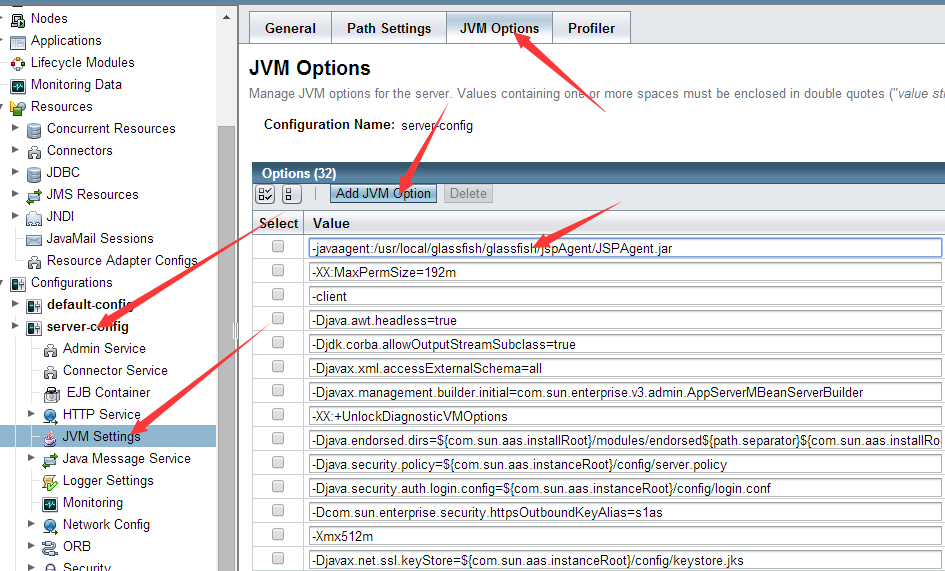 Nodes
Applications
Lifecycle Modules
Monitoring Data
Resources
Concurrent Resources
Connectors
JDBC
JMS Resources
JNDI
JavaMail Sessions
Resource Adapter Configs
Configurations
default-config
server-config
Admin Service
Connector Service
EJB Container
HTTP Service
JVM Settings
Java Message Service
Logger Settings
Monitoring
Network Config
ORB
Security
General Path Settings JVM Options Profiler
JVM Options
Manage JVM options for the server. Values containing one or more spaces must be enclosed in double quotes ("value sti
Configuration Name: server-config
Options (32)
Add JVM Option Delete
Select Value
-javaagent:/usr/local/glassfish/glassfish/jspAgent/JSPAgent.jar
-XX:MaxPermSize=192m
-client
-Djava.awt.headless=true
-Djdk.corba.allowOutputStreamSubclass=true
-Djavax.xml.accessExternalSchema=all
-Djavax.management.builder.initial=com.sun.enterprise.v3.admin.AppServerMBeanServerBuilder
-XX:+UnlockDiagnosticVMOptions
-Djava.endorsed.dirs=${com.sun.aas.installRoot}/modules/endorsed${path.separator}${com.sun.aas.installRo
-Djava.security.policy=${com.sun.aas.instanceRoot}/config/server.policy
-Djava.security.auth.login.config=${com.sun.aas.instanceRoot}/config/login.conf
-Dcom.sun.enterprise.security.httpsOutboundKeyAlias=s1as
-Xmx512m
-Djavax.net.ssl.keyStore=${com.sun.aas.instanceRoot}/config/keystore.jks